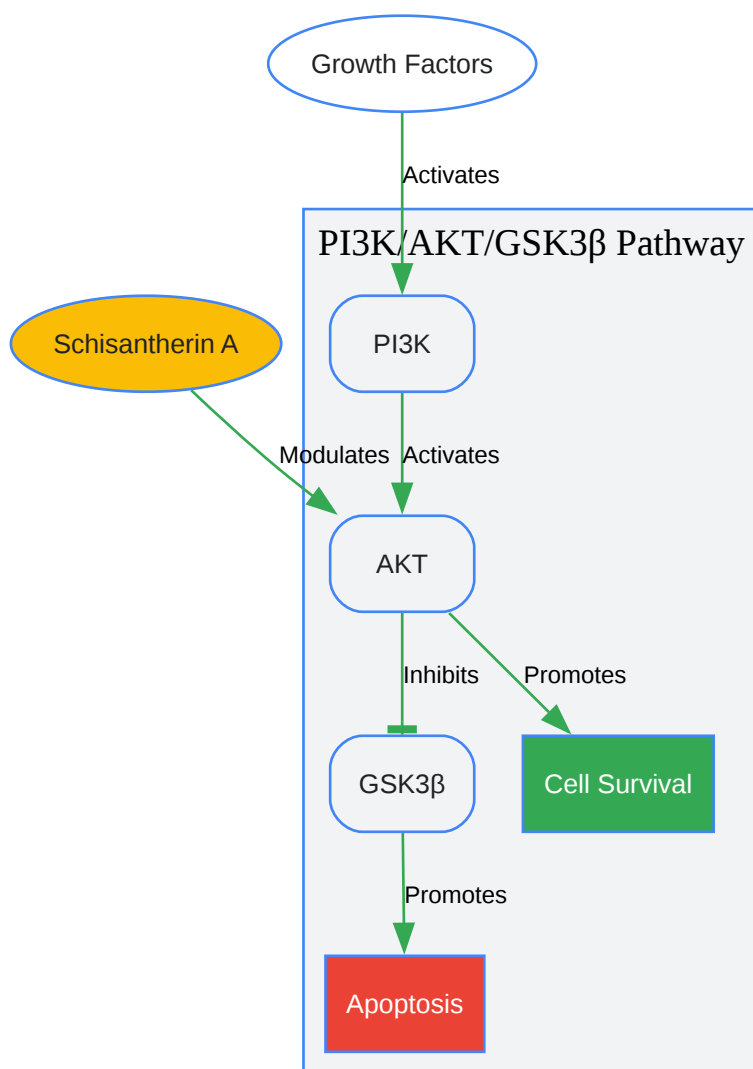 Growth Factors
Activates
PI3K/AKT/GSK3β Pathway
Schisantherin A
PI3K
Modulates
Activates
AKT
Inhibits
Promotes
GSK3β
Cell Survival
Promotes
Apoptosis